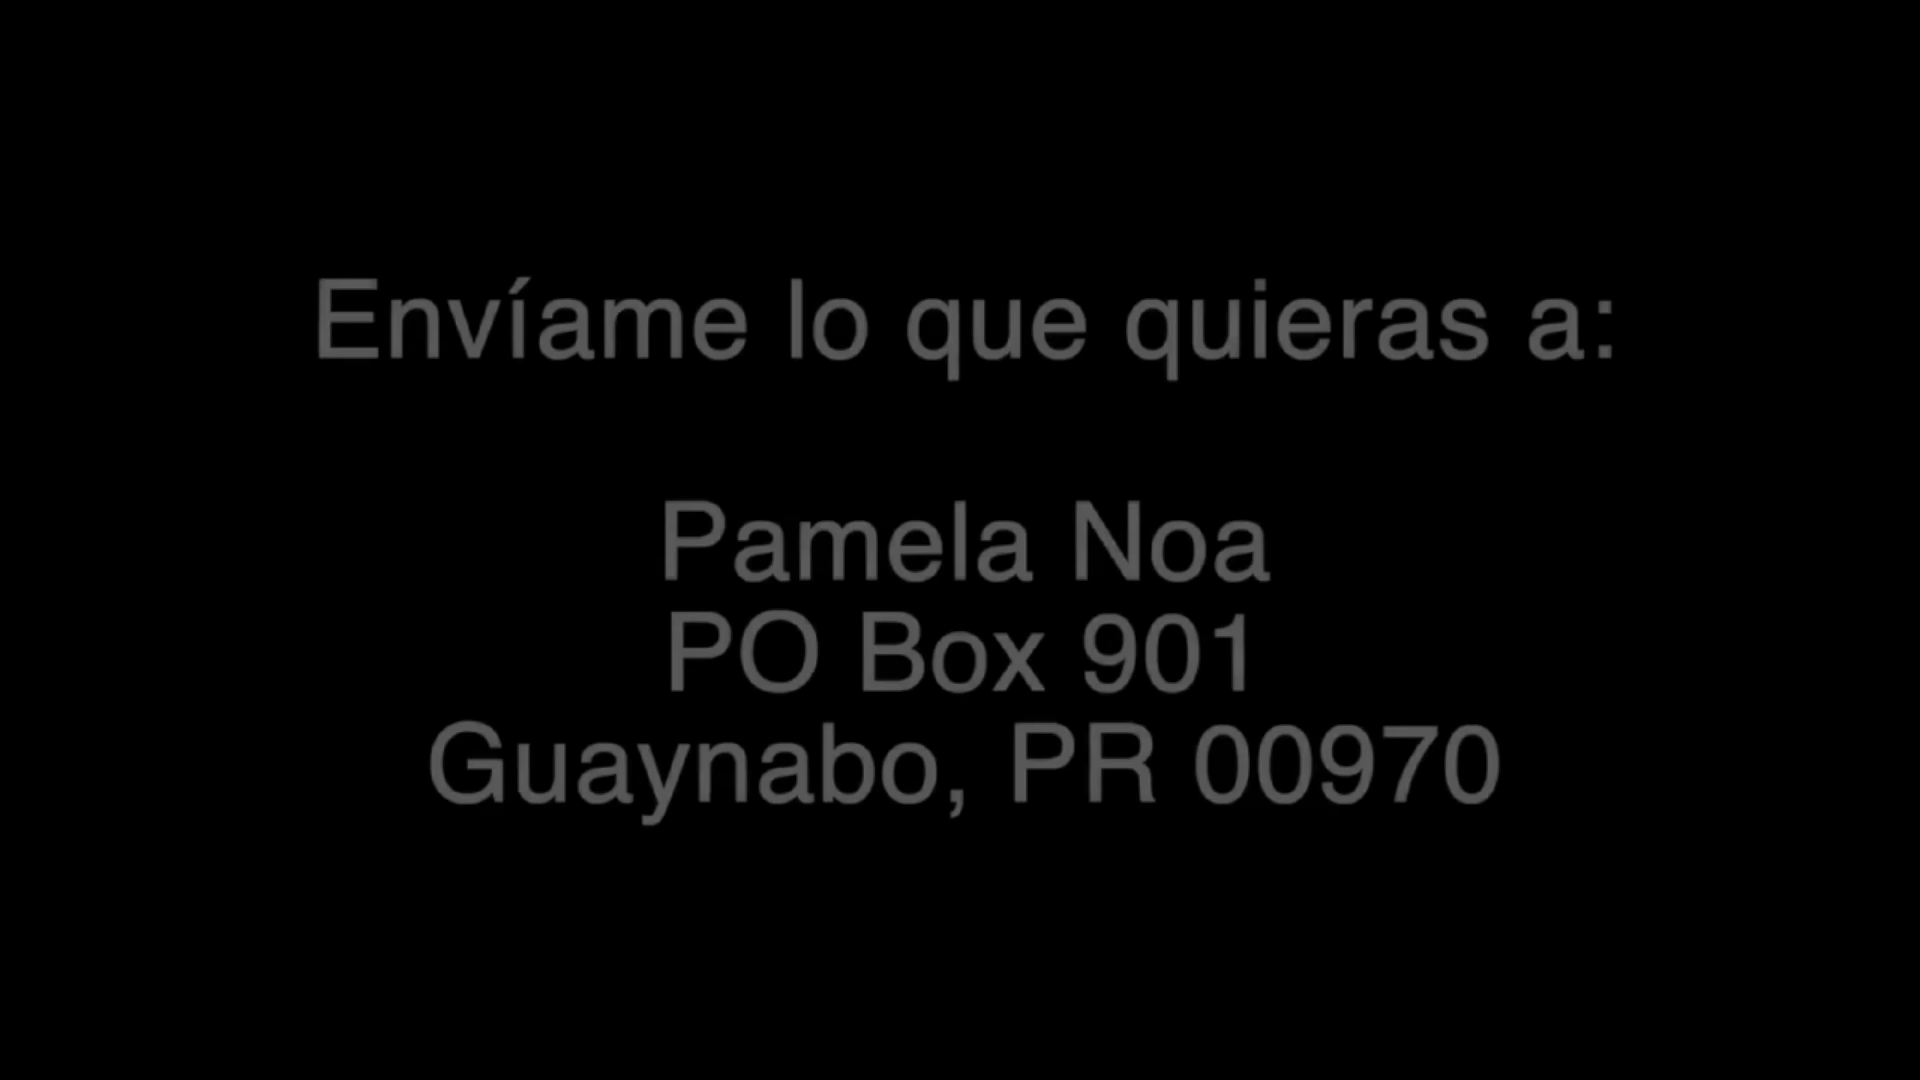 Envíame lo que quieras a:
Pamela Noa
PO Box 901
Guaynabo, PR 00970